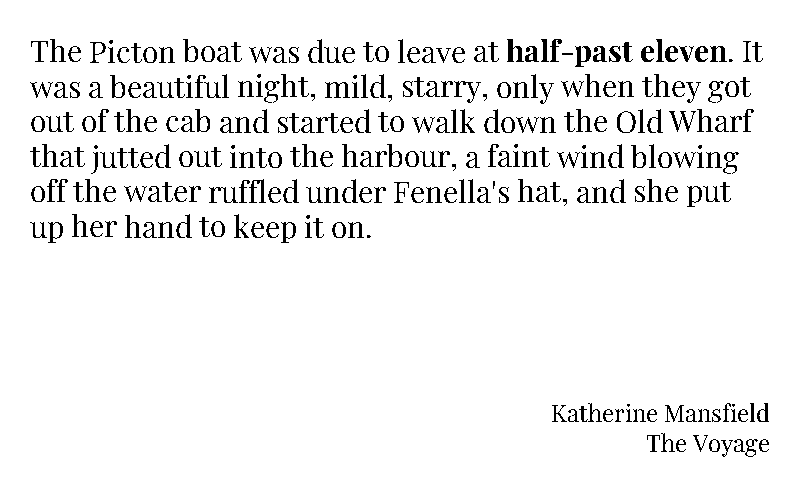 The Picton boat was due to leave at half-past eleven. It
was a beautiful night, mild, starry, only when they got
out of the cab and started to walk down the Old Wharf
that jutted out into the harbour, a faint wind blowing
off the water ruffled under Fenella's hat, and she put
up her hand to keep it on.
Katherine Mansfield
The Voyage